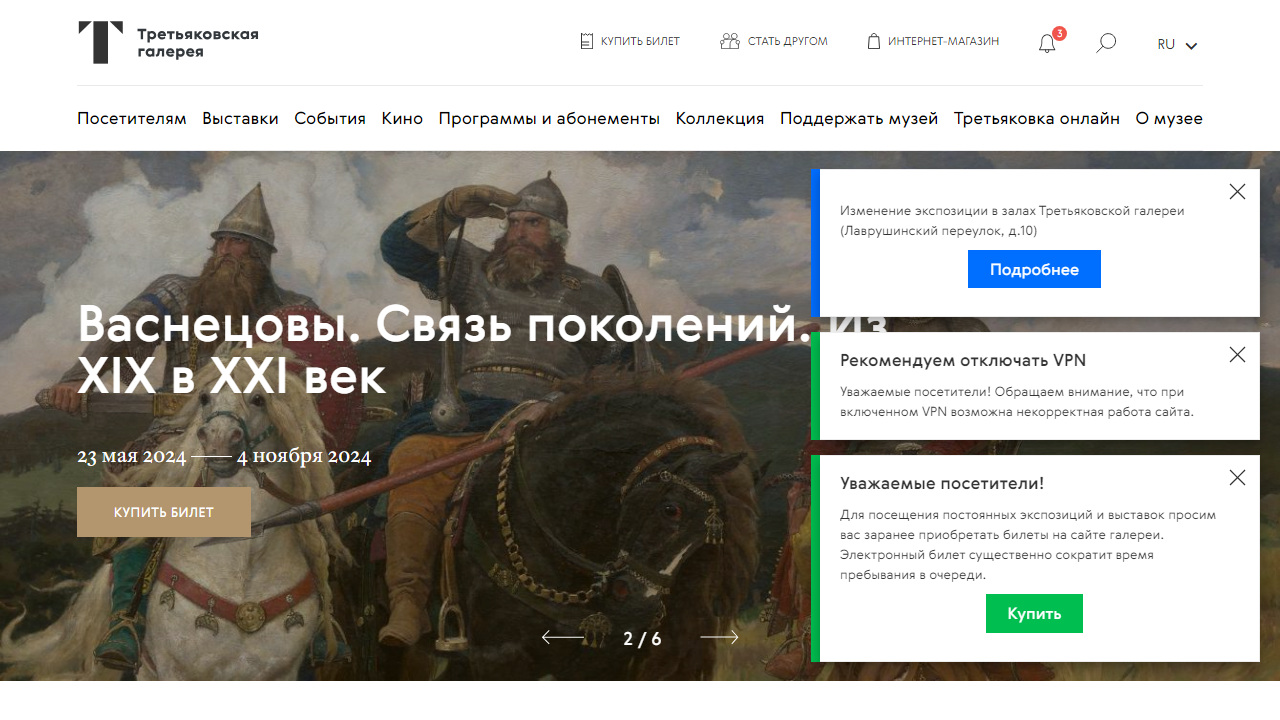 Третьяковская
галерея
КУПИТЬ БИЛЕТ
СТАТЬ ДРУГОМ
ИНТЕРНЕТ-МАГАЗИН
3
RU
Посетителям Выставки События Кино Программы и абонементы Коллекция Поддержать музей Третьяковка онлайн О музее
Васнецовы. Связь поколений. Из
XIX в XXI век
23 мая 2024 — 4 ноября 2024
КУПИТЬ БИЛЕТ
2 / 6
Изменение экспозиции в залах Третьяковской галереи
(Лаврушинский переулок, д.10)
Подробнее
Рекомендуем отключать VPN
Уважаемые посетители! Обращаем внимание, что при
включенном VPN возможна некорректная работа сайта.
Уважаемые посетители!
Для посещения постоянных экспозиций и выставок просим
вас заранее приобретать билеты на сайте галереи.
Электронный билет существенно сократит время
пребывания в очереди.
Купить